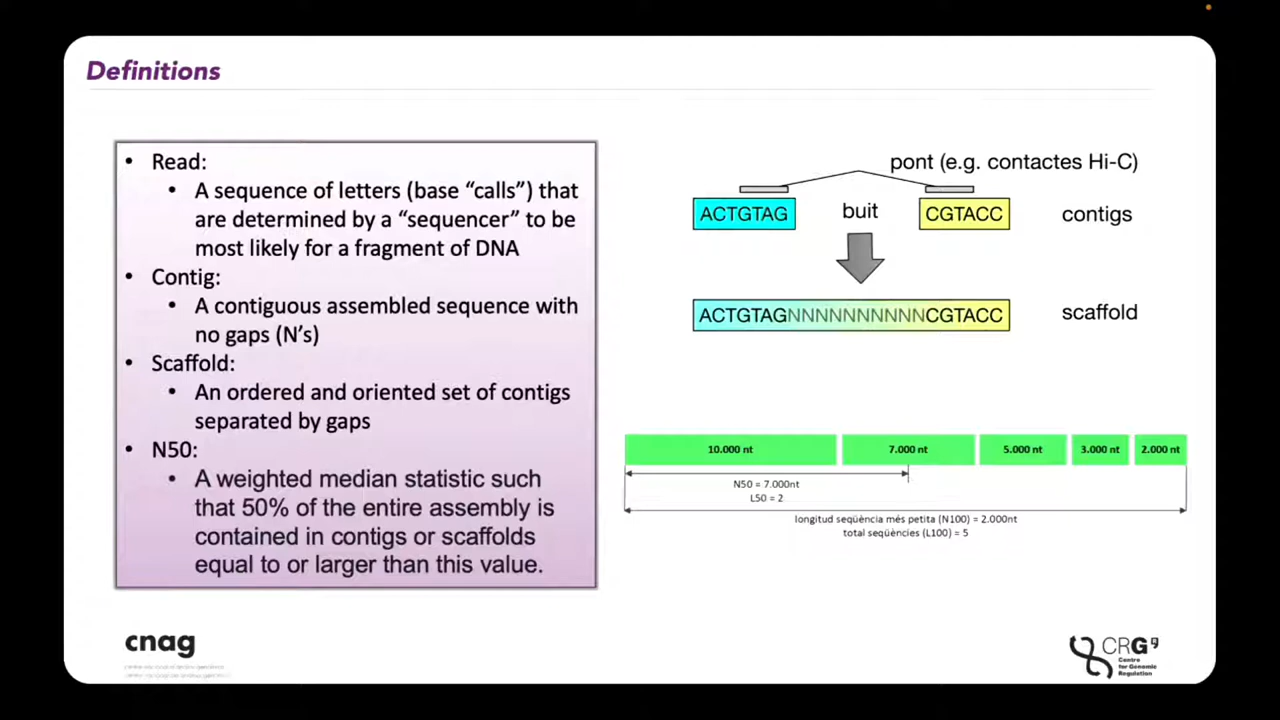 Definitions
• Read:
• A sequence of letters (base “calls”) that
are determined by a “sequencer” to be
most likely for a fragment of DNA
• Contig:
• A contiguous assembled sequence with
no gaps (N’s)
• Scaffold:
• An ordered and oriented set of contigs
separated by gaps
• N50:
• A weighted median statistic such
that 50% of the entire assembly is
contained in contigs or scaffolds
equal to or larger than this value.
pont (e.g. contactes Hi-C)
ACTGTAG buit CGTACC contigs
ACTGTAGNNNNNNNNNNCGTACC scaffold
10.000 nt 7.000 nt 5.000 nt 3.000 nt 2.000 nt
N50 = 7.000nt
L50 = 2
longitud seqüència més petita (N100) = 2.000nt
total seqüències (L100) = 5
cnag
CRG
Centre
for Genomic
Regulation